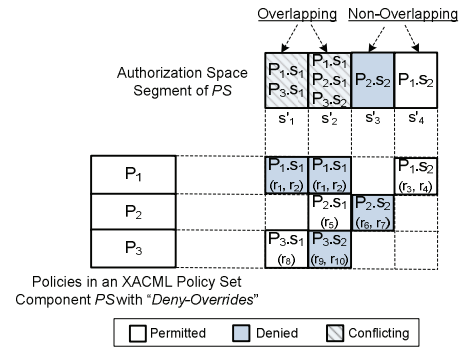 Overlapping Non-Overlapping
Authorization Space
Segment of PS
P1.s1
P3.s1
P1.s1
P2.s1
P3.s2
P2.s2
P1.s2
s'1 s'2 s'3 s'4
P1
P1.s1
(r1, r2)
P1.s1
(r1, r2)
P1.s2
(r3, r4)
P2
P2.s1
(r5)
P2.s2
(r6, r7)
P3
P3.s1
(r8)
P3.s2
(r9, r10)
Policies in an XACML Policy Set
Component PS with "Deny-Overrides"
Permitted Denied Conflicting